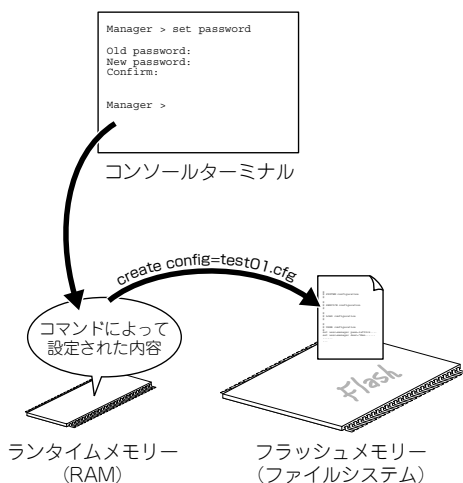 Manager > set password
Old password:
New password:
Confirm:
Manager >
コンソールターミナル
create config=test01.cfg
コマンドによって
設定された内容
Flash
ランタイムメモリー
（RAM）
フラッシュメモリー
（ファイルシステム）